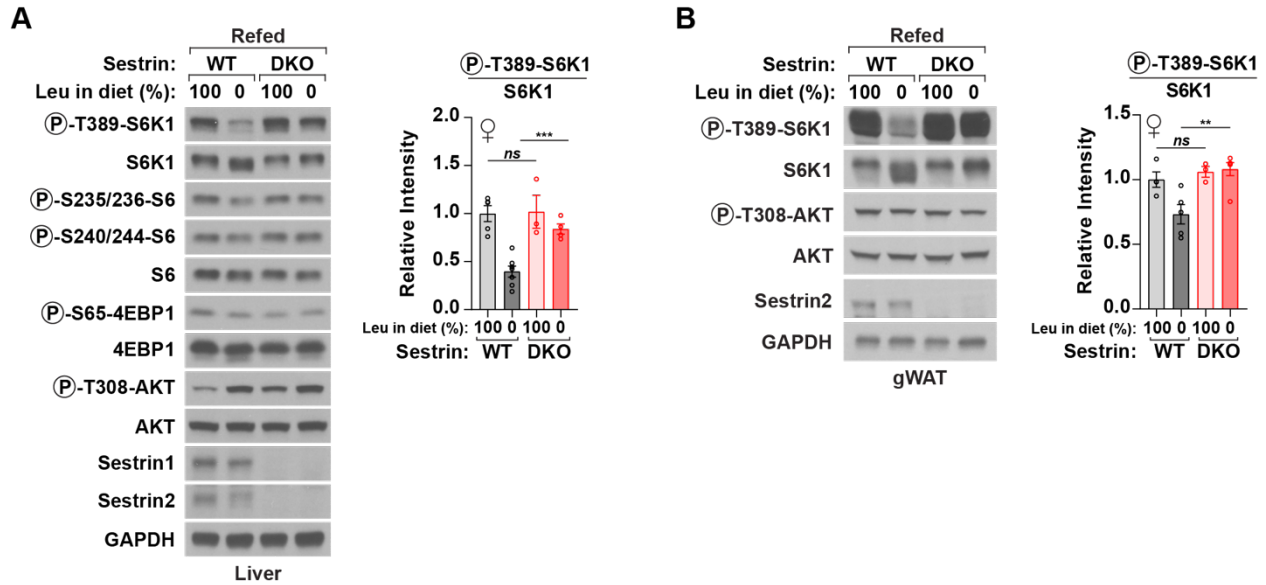 A
Refed
Sestrin: WT DKO
Leu in diet (%): 100 0 100 0
Ⓟ-T389-S6K1
S6K1
Ⓟ-S235/236-S6
Ⓟ-S240/244-S6
S6
Ⓟ-S65-4EBP1
4EBP1
Ⓟ-T308-AKT
AKT
Sestrin1
Sestrin2
GAPDH
Liver
Ⓟ-T389-S6K1
S6K1
Relative Intensity
2.0
1.5
1.0
0.5
0.0
ns
***
Leu in diet (%): 100 0 100 0
Sestrin: WT DKO
B
Refed
Sestrin: WT DKO
Leu in diet (%): 100 0 100 0
Ⓟ-T389-S6K1
S6K1
Ⓟ-T308-AKT
AKT
Sestrin2
GAPDH
gWAT
Ⓟ-T389-S6K1
S6K1
Relative Intensity
1.5
1.0
0.5
0.0
ns
**
Leu in diet (%): 100 0 100 0
Sestrin: WT DKO